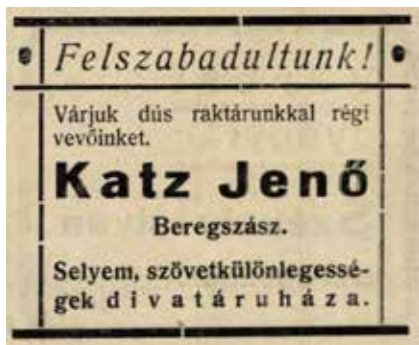 Felszabadultunk!
Várjuk dús raktárunkkal régi
vevőinket.
Katz Jenő
Beregszász.
Selyem, szövetkülönlegessé-
gek divatáruháza.